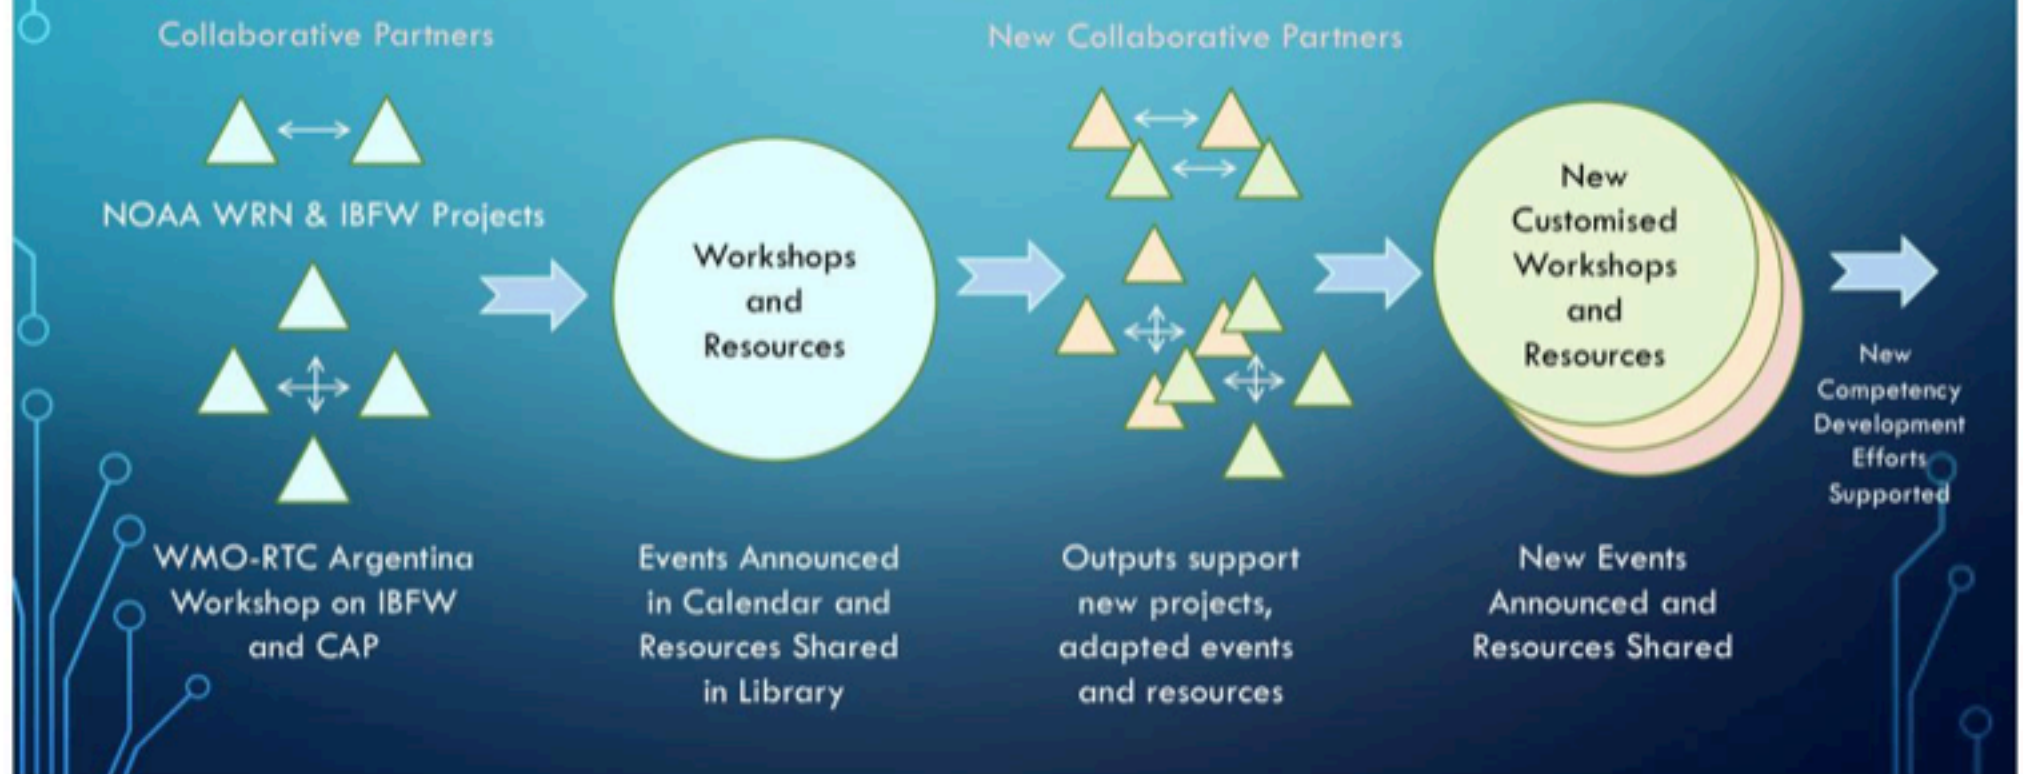 Collaborative Partners
NOAA WRN & IBFW Projects
WMO-RTC Argentina
Workshop on IBFW
and CAP
Workshops
and
Resources
Events Announced
in Calendar and
Resources Shared
in Library
New Collaborative Partners
Outputs support
new projects,
adapted events
and resources
New
Customised
Workshops
and
Resources
New Events
Announced and
Resources Shared
New
Competency
Development
Efforts
Supported